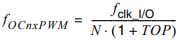 f_OCnxPWM = f_clk_I/O / N · (1 + TOP)